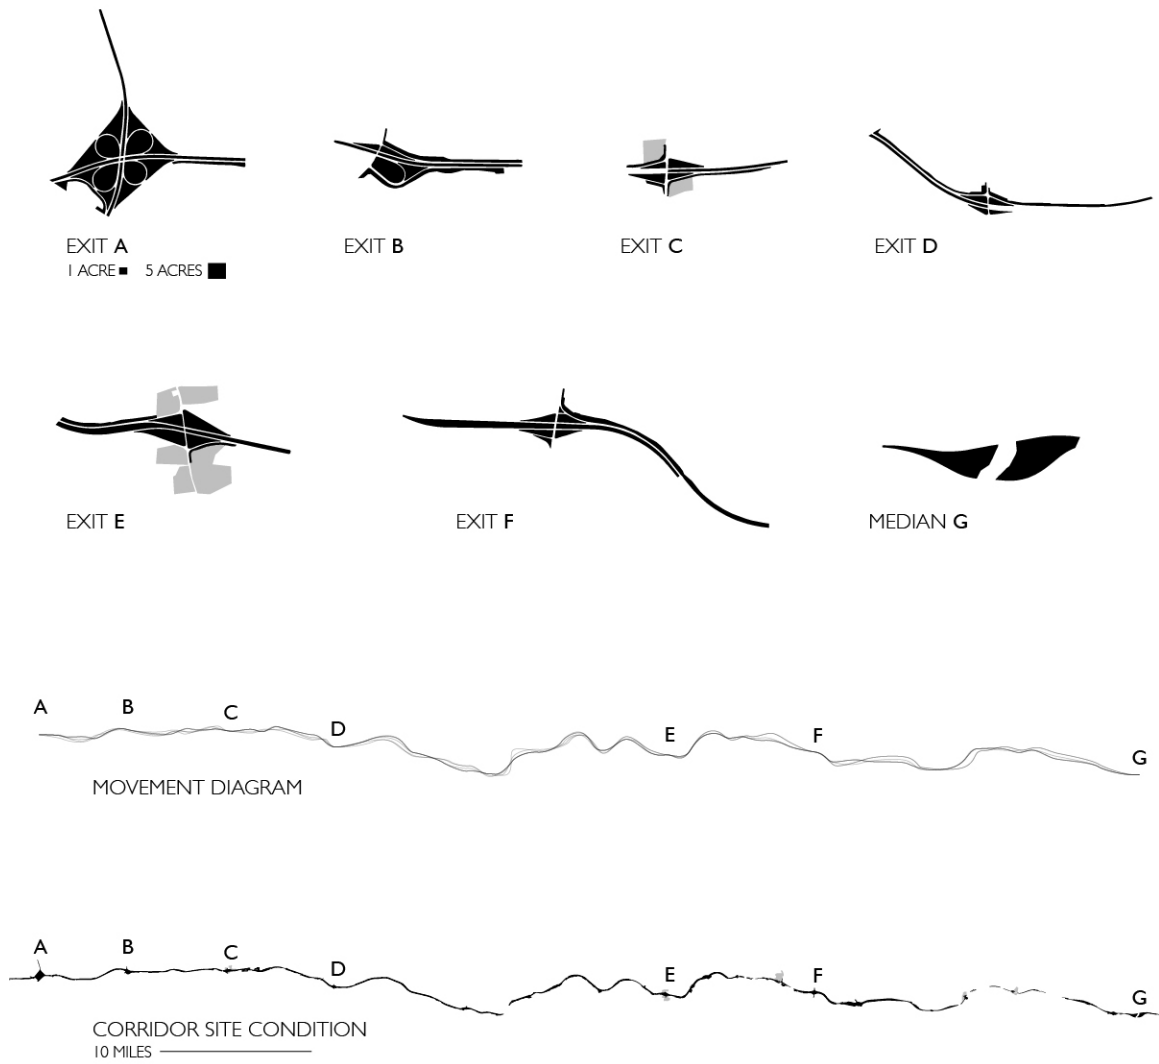 EXIT A
1 ACRE 5 ACRES
EXIT B
EXIT C
EXIT D
EXIT E
EXIT F
MEDIAN G
A
B
C
D
E
F
G
MOVEMENT DIAGRAM
A
B
C
D
E
F
G
CORRIDOR SITE CONDITION
10 MILES